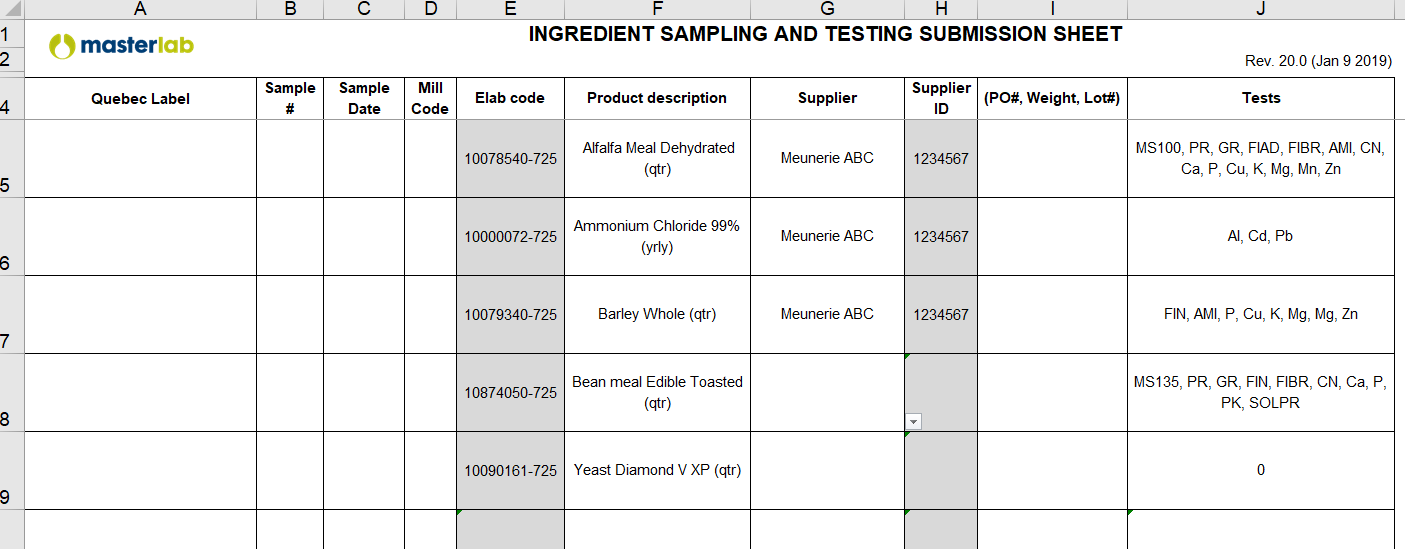 A B C D E F G H I J
1 masterlab INGREDIENT SAMPLING AND TESTING SUBMISSION SHEET
2 Rev. 20.0 (Jan 9 2019)
4 Quebec Label Sample # Sample Date Mill Code Elab code Product description Supplier Supplier ID (PO#, Weight, Lot#) Tests
5 10078540-725 Alfalfa Meal Dehydrated (qtr) Meunerie ABC 1234567 MS100, PR, GR, FIAD, FIBR, AMI, CN, Ca, P, Cu, K, Mg, Mn, Zn
6 10000072-725 Ammonium Chloride 99% (yrly) Meunerie ABC 1234567 Al, Cd, Pb
7 10079340-725 Barley Whole (qtr) Meunerie ABC 1234567 FIN, AMI, P, Cu, K, Mg, Mg, Zn
8 10874050-725 Bean meal Edible Toasted (qtr) MS135, PR, GR, FIN, FIBR, CN, Ca, P, PK, SOLPR
9 10090161-725 Yeast Diamond V XP (qtr) 0